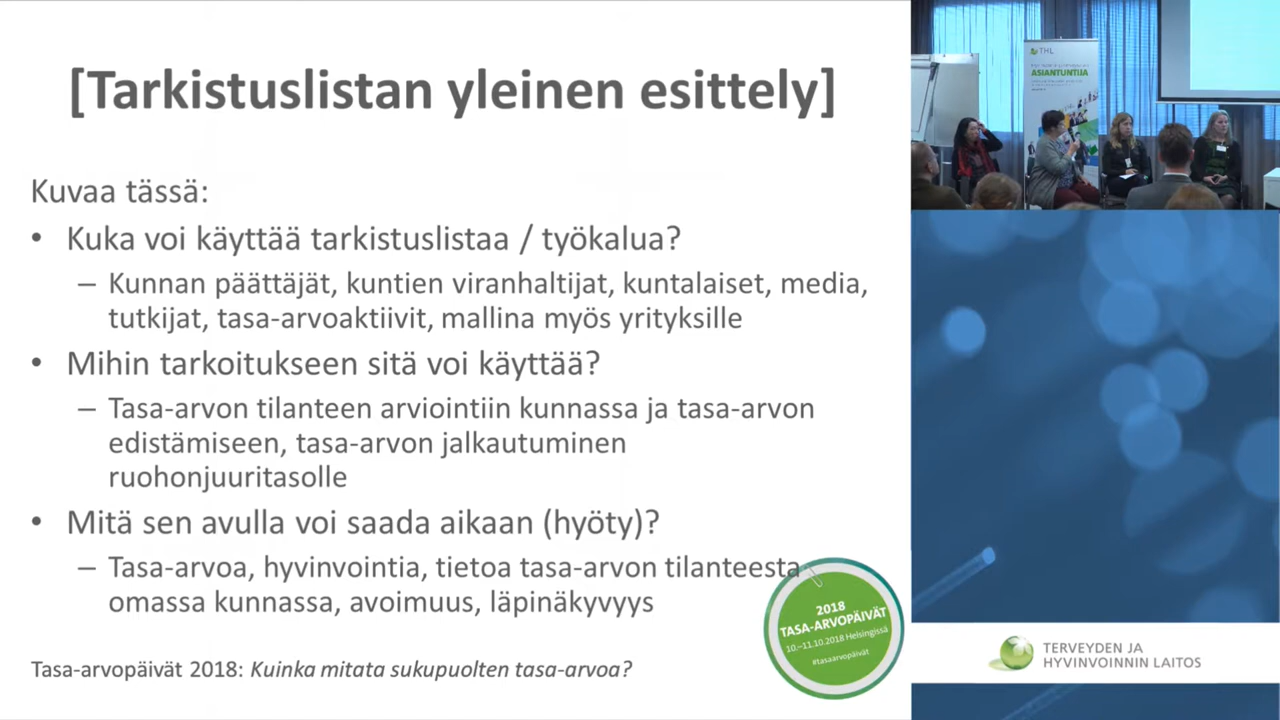 [Tarkistuslistan yleinen esittely]
Kuvaa tässä:
• Kuka voi käyttää tarkistuslistaa / työkalua?
– Kunnan päättäjät, kuntien viranhaltijat, kuntalaiset, media,
tutkijat, tasa-arvoaktiivit, mallina myös yrityksille
• Mihin tarkoitukseen sitä voi käyttää?
– Tasa-arvon tilanteen arviointiin kunnassa ja tasa-arvon
edistämiseen, tasa-arvon jalkautuminen
ruohonjuuritasolle
• Mitä sen avulla voi saada aikaan (hyöty)?
– Tasa-arvoa, hyvinvointia, tietoa tasa-arvon tilanteesta
omassa kunnassa, avoimuus, läpinäkyvyys
Tasa-arvopäivät 2018: Kuinka mitata sukupuolten tasa-arvoa?
2018
TASA-ARVOPÄIVÄT
10.–11.10.2018 Helsingissä
#tasaarvopäivät
THL
ASIANTUNTIJA
TERVEYDEN JA
HYVINVOINNIN LAITOS